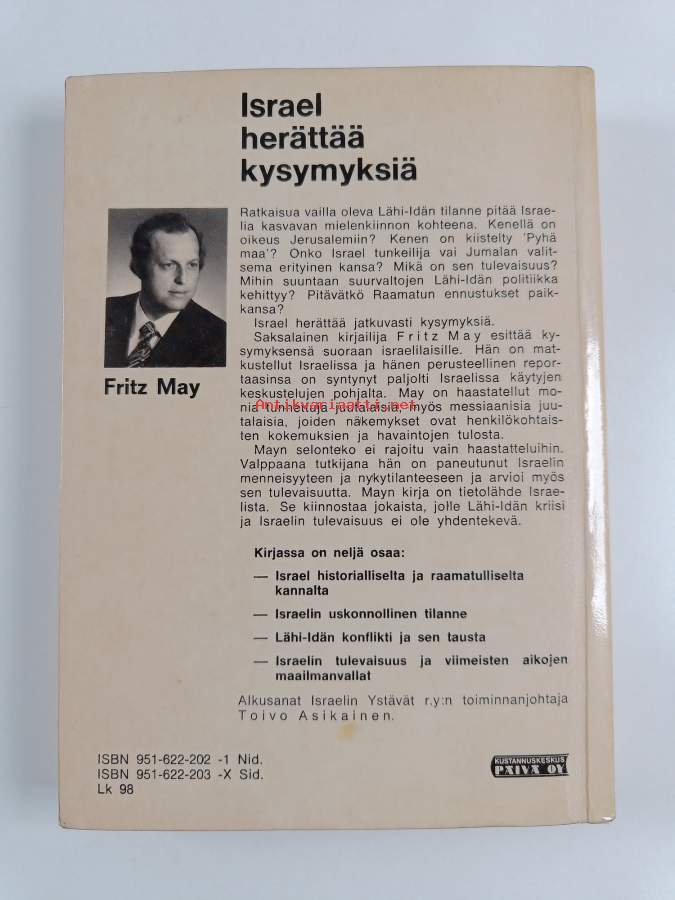 Israel
herättää
kysymyksiä
Ratkaisua vailla oleva Lähi-Idän tilanne pitää Israe-
lia kasvavan mielenkiinnon kohteena. Kenellä on
oikeus Jerusalemiin? Kenen on kiistelty 'Pyhä
maa'? Onko Israel tunkeilija vai Jumalan valit-
sema erityinen kansa? Mikä on sen tulevaisuus?
Mihin suuntaan suurvaltojen Lähi-Idän politiikka
kehittyy? Pitävätkö Raamatun ennustukset paik-
kansa?
Israel herättää jatkuvasti kysymyksiä.
Saksalainen kirjailija Fritz May esittää ky-
symyksensä suoraan israelilaisille. Hän on mat-
kustellut Israelissa ja hänen perusteellinen repor-
taasinsa on syntynyt paljolti Israelissa käytyjen
keskustelujen pohjalta. May on haastatellut mo-
nia tunnettuja juutalaisia, myös messiaanisia juu-
talaisia, joiden näkemykset ovat henkilökohtais-
ten kokemuksien ja havaintojen tulosta.
Mayn selonteko ei rajoitu vain haastatteluihin.
Valppaana tutkijana hän on paneutunut Israelin
menneisyyteen ja nykytilanteeseen ja arvioi myös
sen tulevaisuutta. Mayn kirja on tietolähde Israe-
lista. Se kiinnostaa jokaista, jolle Lähi-Idän kriisi
ja Israelin tulevaisuus ei ole yhdentekevä.
Fritz May
Antikvariaatti.net
Kirjassa on neljä osaa:
— Israel historialliselta ja raamatulliselta
kannalta
— Israelin uskonnollinen tilanne
— Lähi-Idän konflikti ja sen tausta
— Israelin tulevaisuus ja viimeisten aikojen
maailmanvallat
Alkusanat Israelin Ystävät r.y:n toiminnanjohtaja
Toivo Asikainen.
ISBN 951-622-202 -1 Nid.
ISBN 951-622-203 -X Sid.
Lk 98
KUSTANNUSKESKUS
PÄIVÄ OY